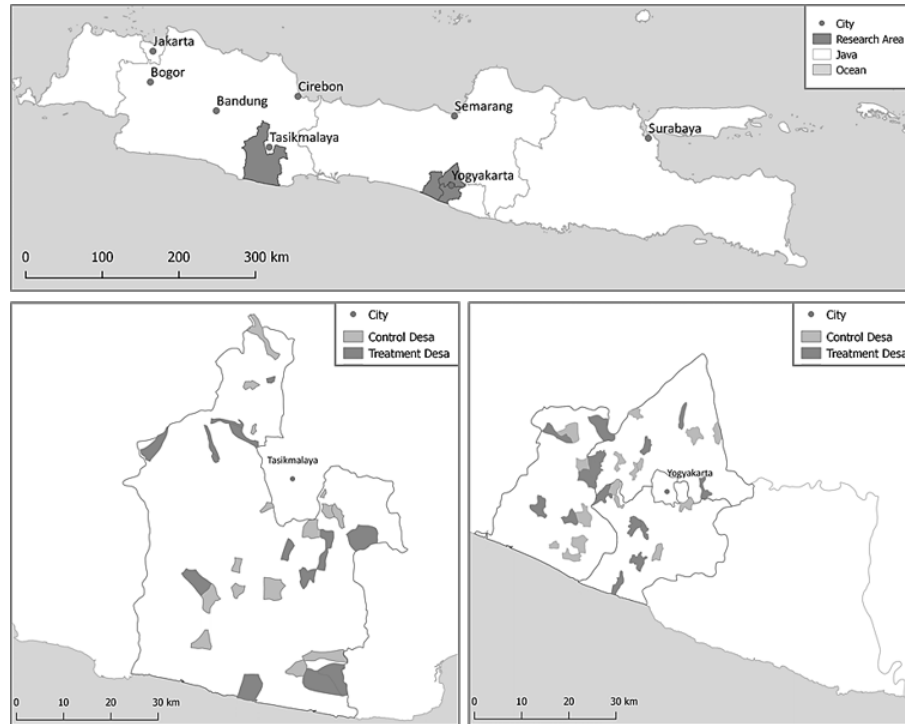 City
Research Area
Java
Ocean
Jakarta
Bogor
Cirebon
Bandung
Semarang
Surabaya
Tasikmalaya
Yogyakarta
0 100 200 300 km
City
Control Desa
Treatment Desa
Tasikmalaya
0 10 20 30 km
City
Control Desa
Treatment Desa
Yogyakarta
0 10 20 30 km